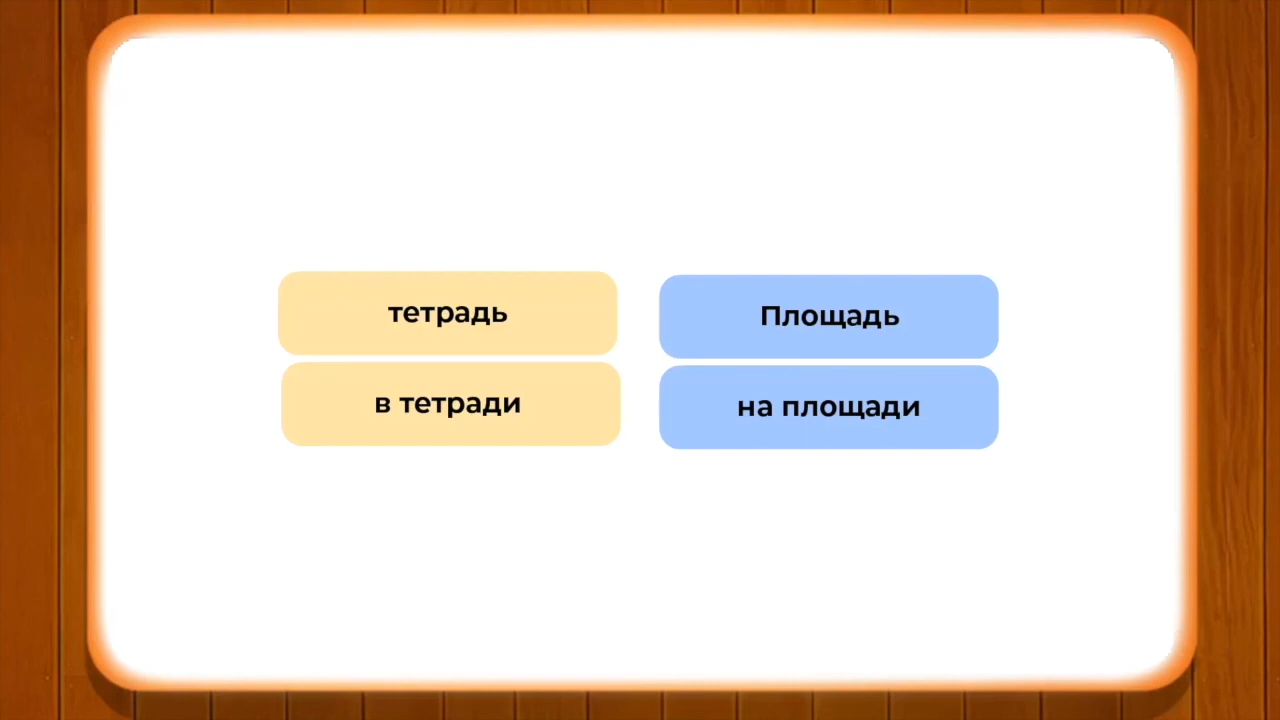 тетрадь
в тетради
Площадь
на площади